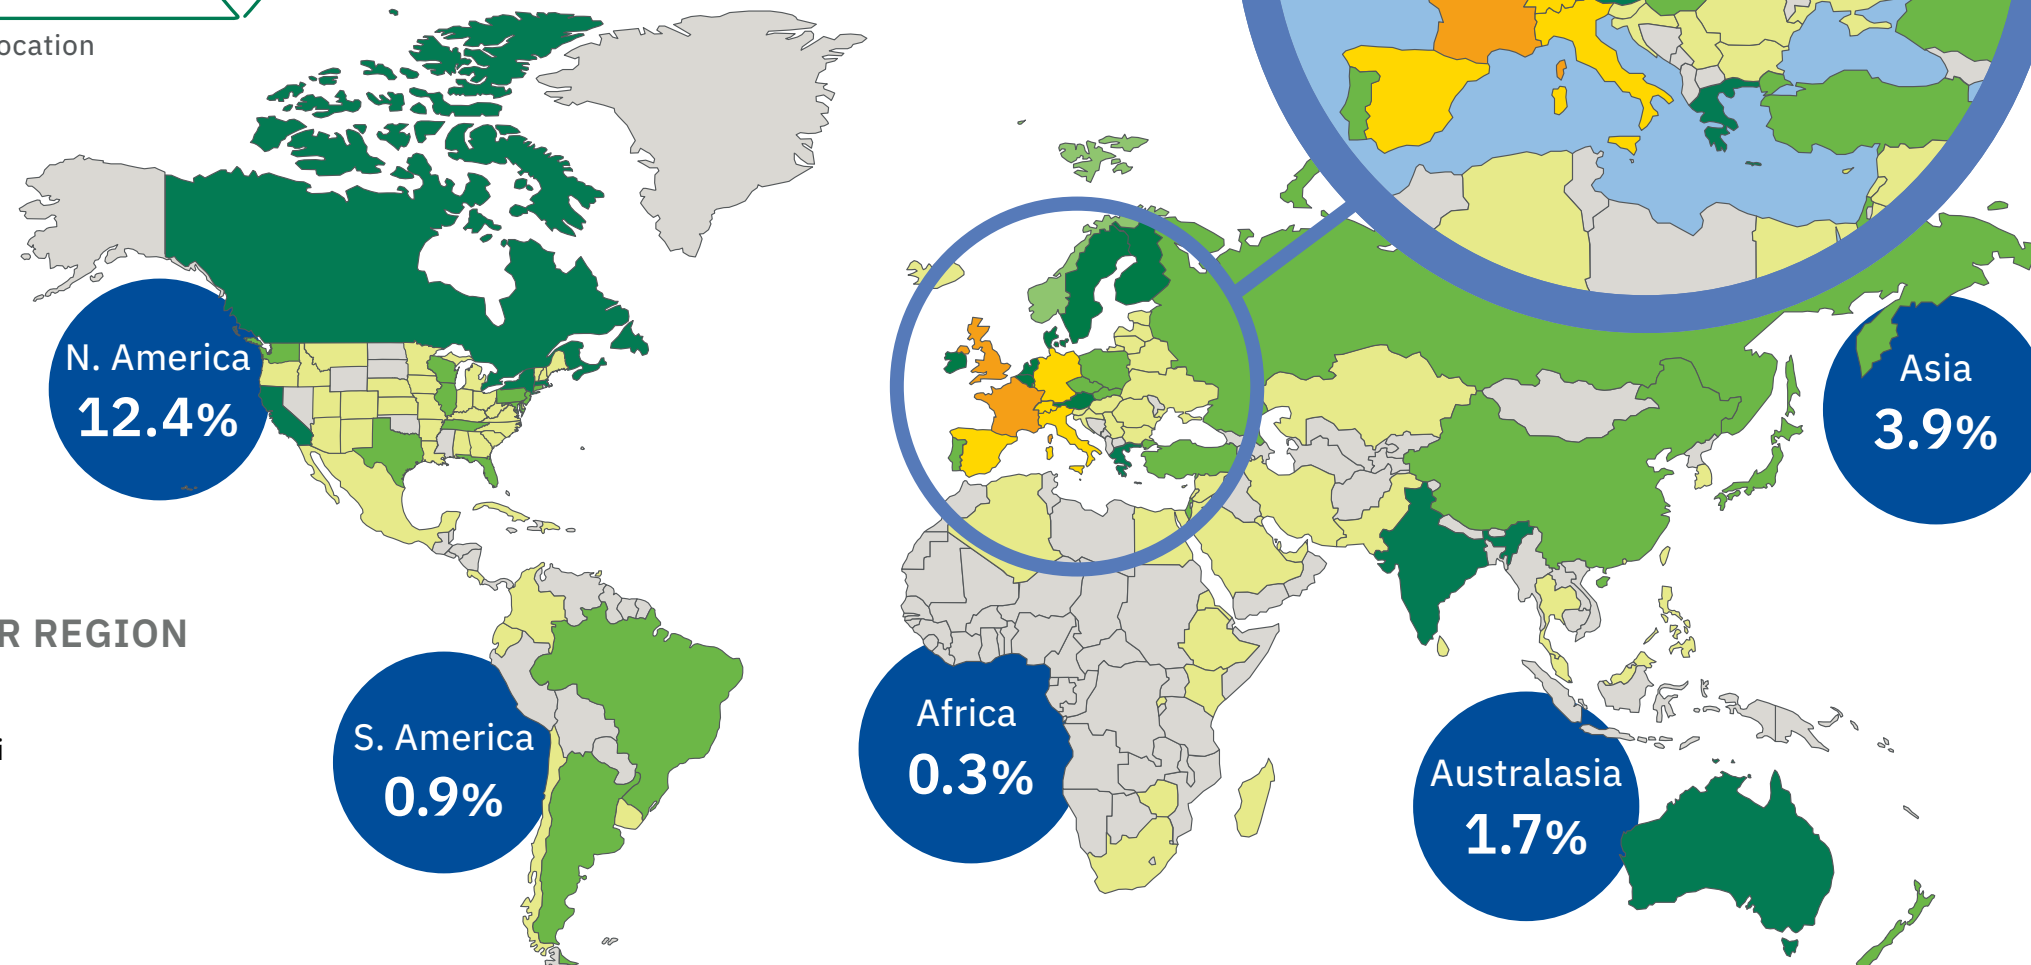 ocation
N. America
12.4%
Asia
3.9%
R REGION
S. America
0.9%
Africa
0.3%
i
Australasia
1.7%